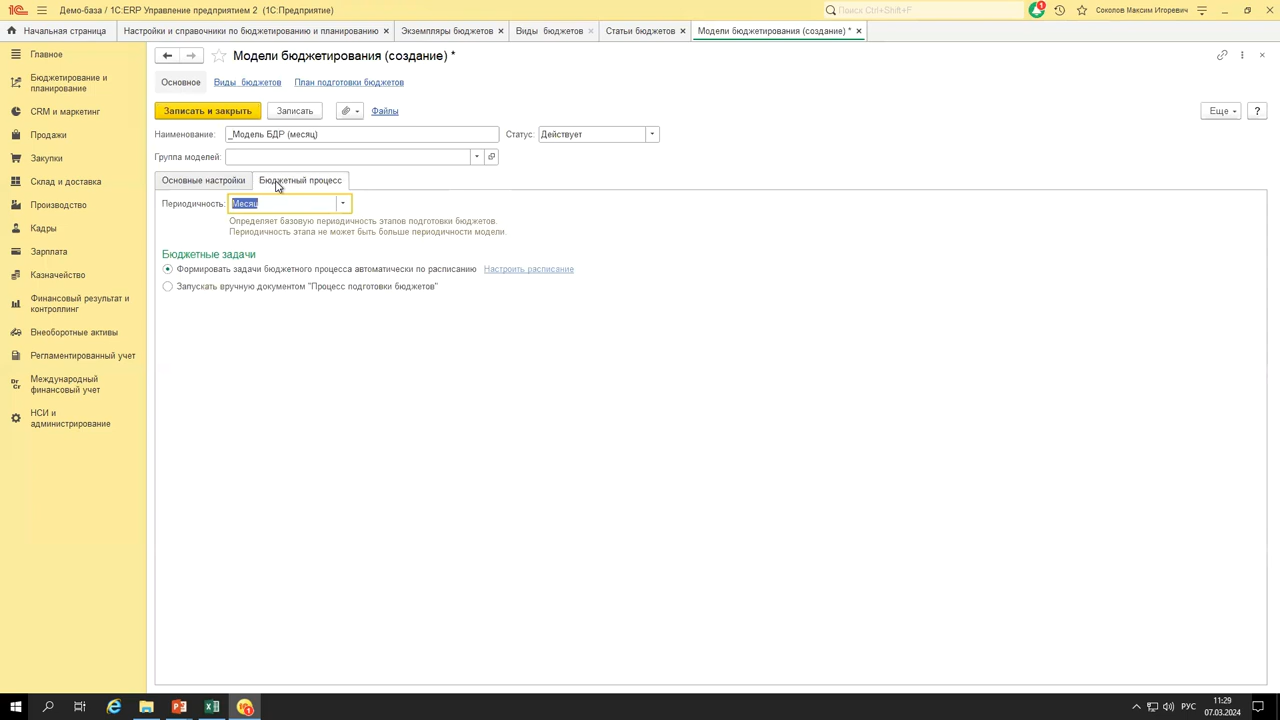 Демо-база / 1С:ERP Управление предприятием 2 (1С:Предприятие)
Поиск Ctrl+Shift+F
1
Соколов Максим Игоревич
Начальная страница
Настройки и справочники по бюджетированию и планированию ×
Экземпляры бюджетов ×
Виды бюджетов ×
Статьи бюджетов ×
Модели бюджетирования (создание) * ×
Главное
Бюджетирование и
планирование
CRM и маркетинг
Продажи
Закупки
Склад и доставка
Производство
Кадры
Зарплата
Казначейство
Финансовый результат и
контроллинг
Внеоборотные активы
Регламентированный учет
Международный
финансовый учет
НСИ и
администрирование
Модели бюджетирования (создание) *
Основное Виды бюджетов План подготовки бюджетов
Записать и закрыть Записать Файлы Еще ?
Наименование: _Модель БДР (месяц) Статус: Действует
Группа моделей:
Основные настройки Бюджетный процесс
Периодичность: Месяц
Определяет базовую периодичность этапов подготовки бюджетов.
Периодичность этапа не может быть больше периодичности модели.
Бюджетные задачи
Формировать задачи бюджетного процесса автоматически по расписанию Настроить расписание
Запускать вручную документом "Процесс подготовки бюджетов"
РУС
11:29
07.03.2024